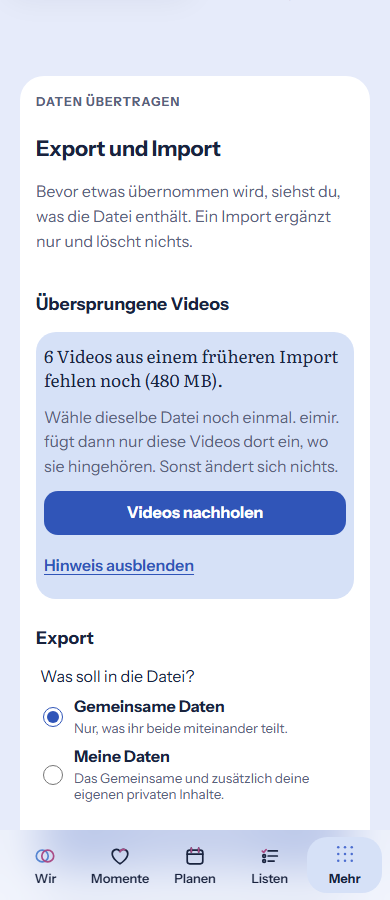 DATEN ÜBERTRAGEN
Export und Import
Bevor etwas übernommen wird, siehst du,
was die Datei enthält. Ein Import ergänzt
nur und löscht nichts.
Übersprungene Videos
6 Videos aus einem früheren Import
fehlen noch (480 MB).
Wähle dieselbe Datei noch einmal. eimir.
fügt dann nur diese Videos dort ein, wo
sie hingehören. Sonst ändert sich nichts.
Videos nachholen
Hinweis ausblenden
Export
Was soll in die Datei?
Gemeinsame Daten
Nur, was ihr beide miteinander teilt.
Meine Daten
Das Gemeinsame und zusätzlich deine
eigenen privaten Inhalte.
Wir
Momente
Planen
Listen
Mehr